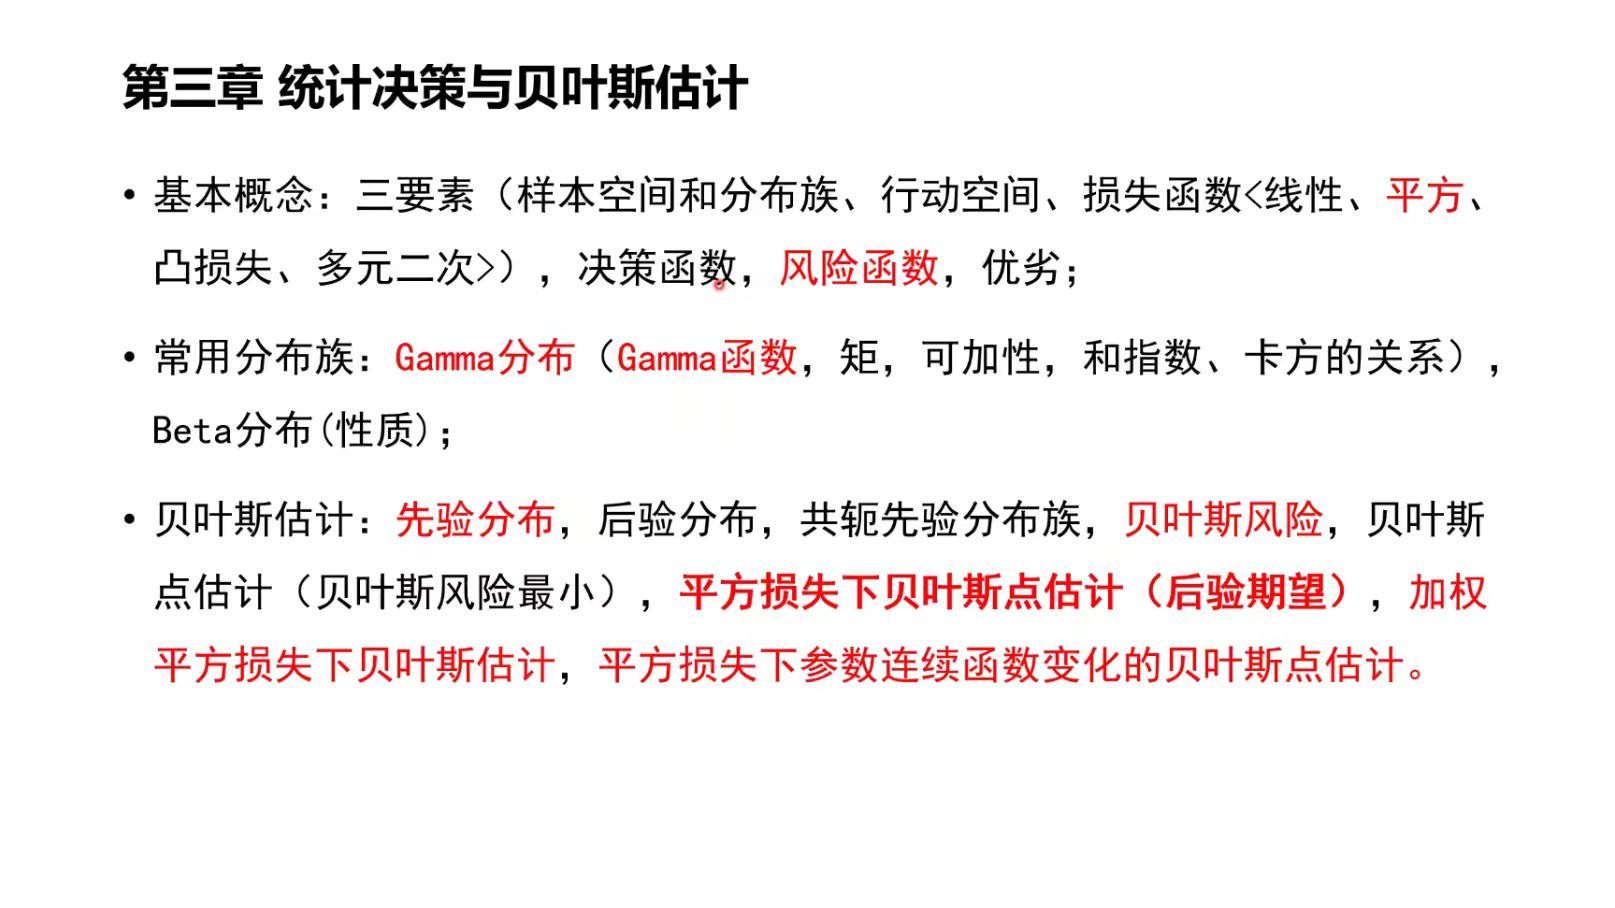 第三章 统计决策与贝叶斯估计
• 基本概念：三要素（样本空间和分布族、行动空间、损失函数<线性、平方、
凸损失、多元二次>），决策函数，风险函数，优劣；
• 常用分布族：Gamma分布（Gamma函数，矩，可加性，和指数、卡方的关系），
Beta分布(性质)；
• 贝叶斯估计：先验分布，后验分布，共轭先验分布族，贝叶斯风险，贝叶斯
点估计（贝叶斯风险最小），平方损失下贝叶斯点估计（后验期望），加权
平方损失下贝叶斯估计，平方损失下参数连续函数变化的贝叶斯点估计。